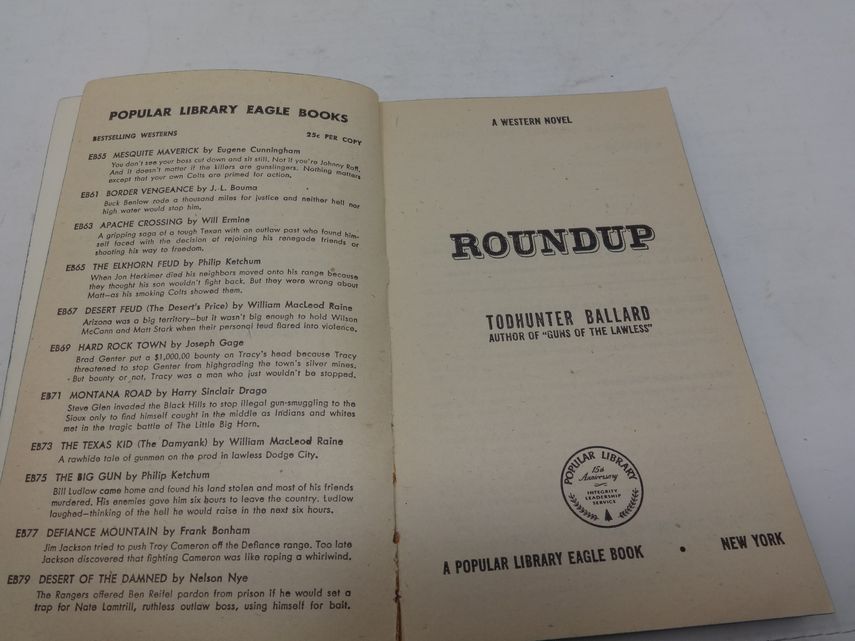 POPULAR LIBRARY EAGLE BOOKS
BESTSELLING WESTERNS 25c PER COPY
EB55 MESQUITE MAVERICK by Eugene Cunningham
You don't see your boss cut down and sit still. Not if you're Johnny Roff.
And it doesn't matter if the killers are gunslingers. Nothing matters
except that your own Colts are primed for action.
EB61 BORDER VENGEANCE by J. L. Bouma
Buck Benlow rode a thousand miles for justice and neither hell nor
high water would stop him.
EB63 APACHE CROSSING by Will Ermine
A gripping saga of a tough Texan with an outlaw past who found him-
self faced with the decision of rejoining his renegade friends or
shooting his way to freedom.
EB65 THE ELKHORN FEUD by Philip Ketchum
When Jon Herkimer died his neighbors moved onto his range because
they thought his son wouldn't fight back. But they were wrong about
Matt—as his smoking Colts showed them.
EB67 DESERT FEUD (The Desert's Price) by William MacLeod Raine
Arizona was a big territory—but it wasn't big enough to hold Wilson
McCann and Matt Stark when their personal feud flared into violence.
EB69 HARD ROCK TOWN by Joseph Gage
Brad Genter put a $1,000.00 bounty on Tracy's head because Tracy
threatened to stop Genter from highgrading the town's silver mines.
But bounty or not, Tracy was a man who just wouldn't be stopped.
EB71 MONTANA ROAD by Harry Sinclair Drago
Steve Glen invaded the Black Hills to stop illegal gun-smuggling to the
Sioux only to find himself caught in the middle as Indians and whites
met in the tragic battle of The Little Big Horn.
EB73 THE TEXAS KID (The Damyank) by William MacLeod Raine
A rawhide tale of gunmen on the prod in lawless Dodge City.
EB75 THE BIG GUN by Philip Ketchum
Bill Ludlow came home and found his land stolen and most of his friends
murdered. His enemies gave him six hours to leave the country. Ludlow
laughed—thinking of the hell he would raise in the next six hours.
EB77 DEFIANCE MOUNTAIN by Frank Bonham
Jim Jackson tried to push Troy Cameron off the Defiance range. Too late
Jackson discovered that fighting Cameron was like roping a whirlwind.
EB79 DESERT OF THE DAMNED by Nelson Nye
The Rangers offered Ben Reifel pardon from prison if he would set a
trap for Nate Lamtrill, ruthless outlaw boss, using himself for bait.
A WESTERN NOVEL
ROUNDUP
TODHUNTER BALLARD
AUTHOR OF "GUNS OF THE LAWLESS"
POPULAR LIBRARY
15th
Anniversary
INTEGRITY
LEADERSHIP
SERVICE
A POPULAR LIBRARY EAGLE BOOK • NEW YORK